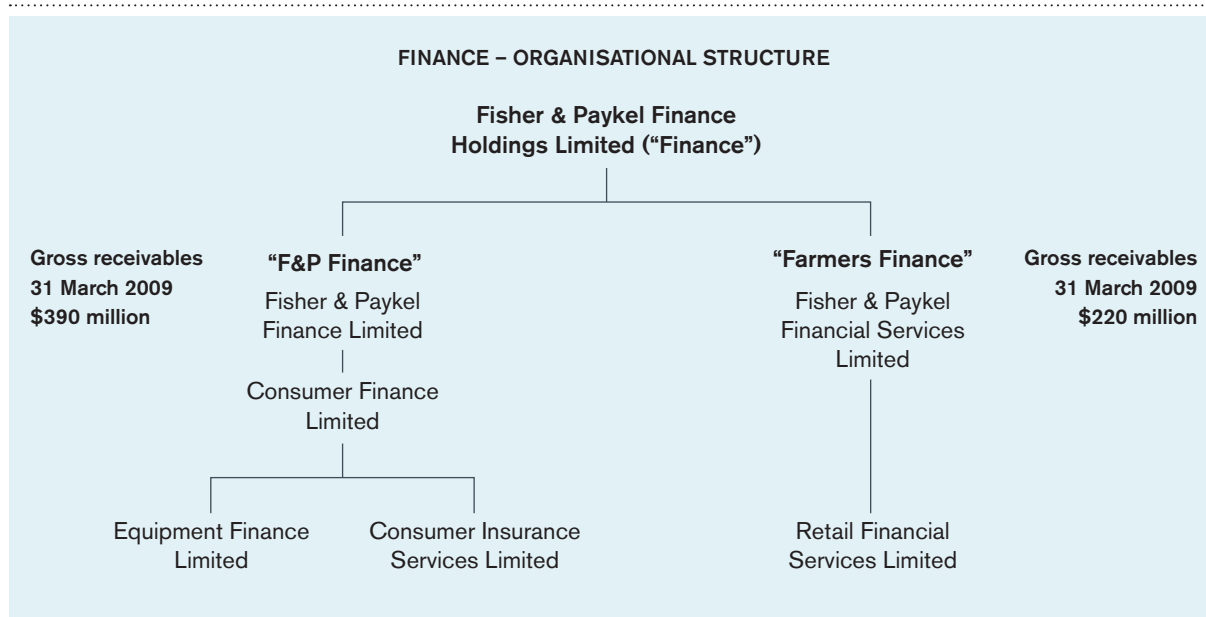 FINANCE – ORGANISATIONAL STRUCTURE
Fisher & Paykel Finance
Holdings Limited (“Finance”)
Gross receivables
31 March 2009
$390 million
“F&P Finance”
Fisher & Paykel
Finance Limited
Consumer Finance
Limited
Equipment Finance
Limited
Consumer Insurance
Services Limited
“Farmers Finance”
Fisher & Paykel
Financial Services
Limited
Retail Financial
Services Limited
Gross receivables
31 March 2009
$220 million